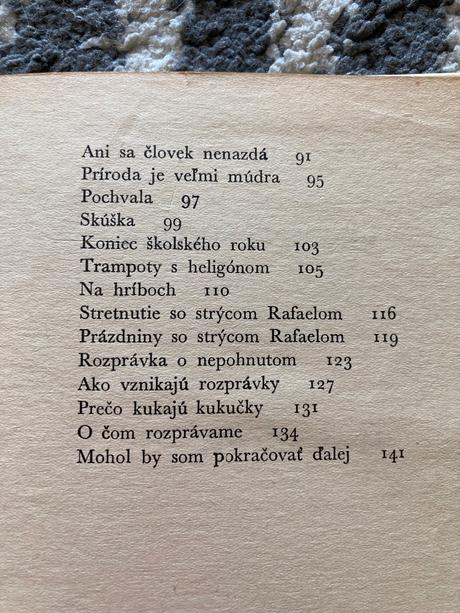 Ani sa človek nenazdá 91
Príroda je veľmi múdra 95
Pochvala 97
Skúška 99
Koniec školského roku 103
Trampoty s heligónom 105
Na hríboch 110
Stretnutie so strýcom Rafaelom 116
Prázdniny so strýcom Rafaelom 119
Rozprávka o nepohnutom 123
Ako vznikajú rozprávky 127
Prečo kukajú kukučky 131
O čom rozprávame 134
Mohol by som pokračovať ďalej 141